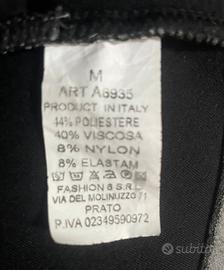 M
ART A6935
PRODUCT IN ITALY
44% POLIESTERE
40% VISCOSA
8% NYLON
8% ELASTAM
FASHION 8 S.R.L
VIA DEL MOLINUZZO 71
PRATO
P.IVA 02349590972
subito